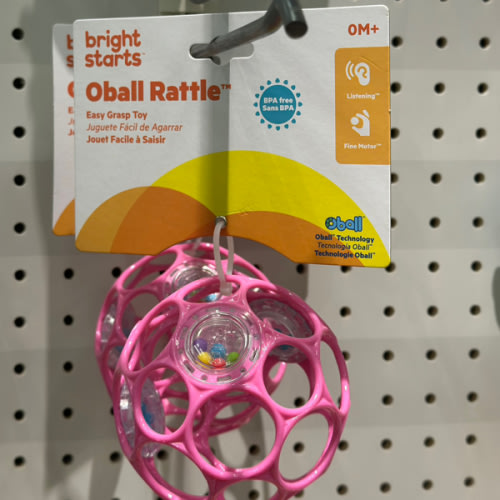 bright
starts™
0M+
Oball Rattle™
Easy Grasp Toy
Juguete Fácil de Agarrar
Jouet Facile à Saisir
BPA free
Sans BPA
Listening™
Fine Motor™
Oball
Oball™ Technology
Tecnología Oball™
Technologie Oball™